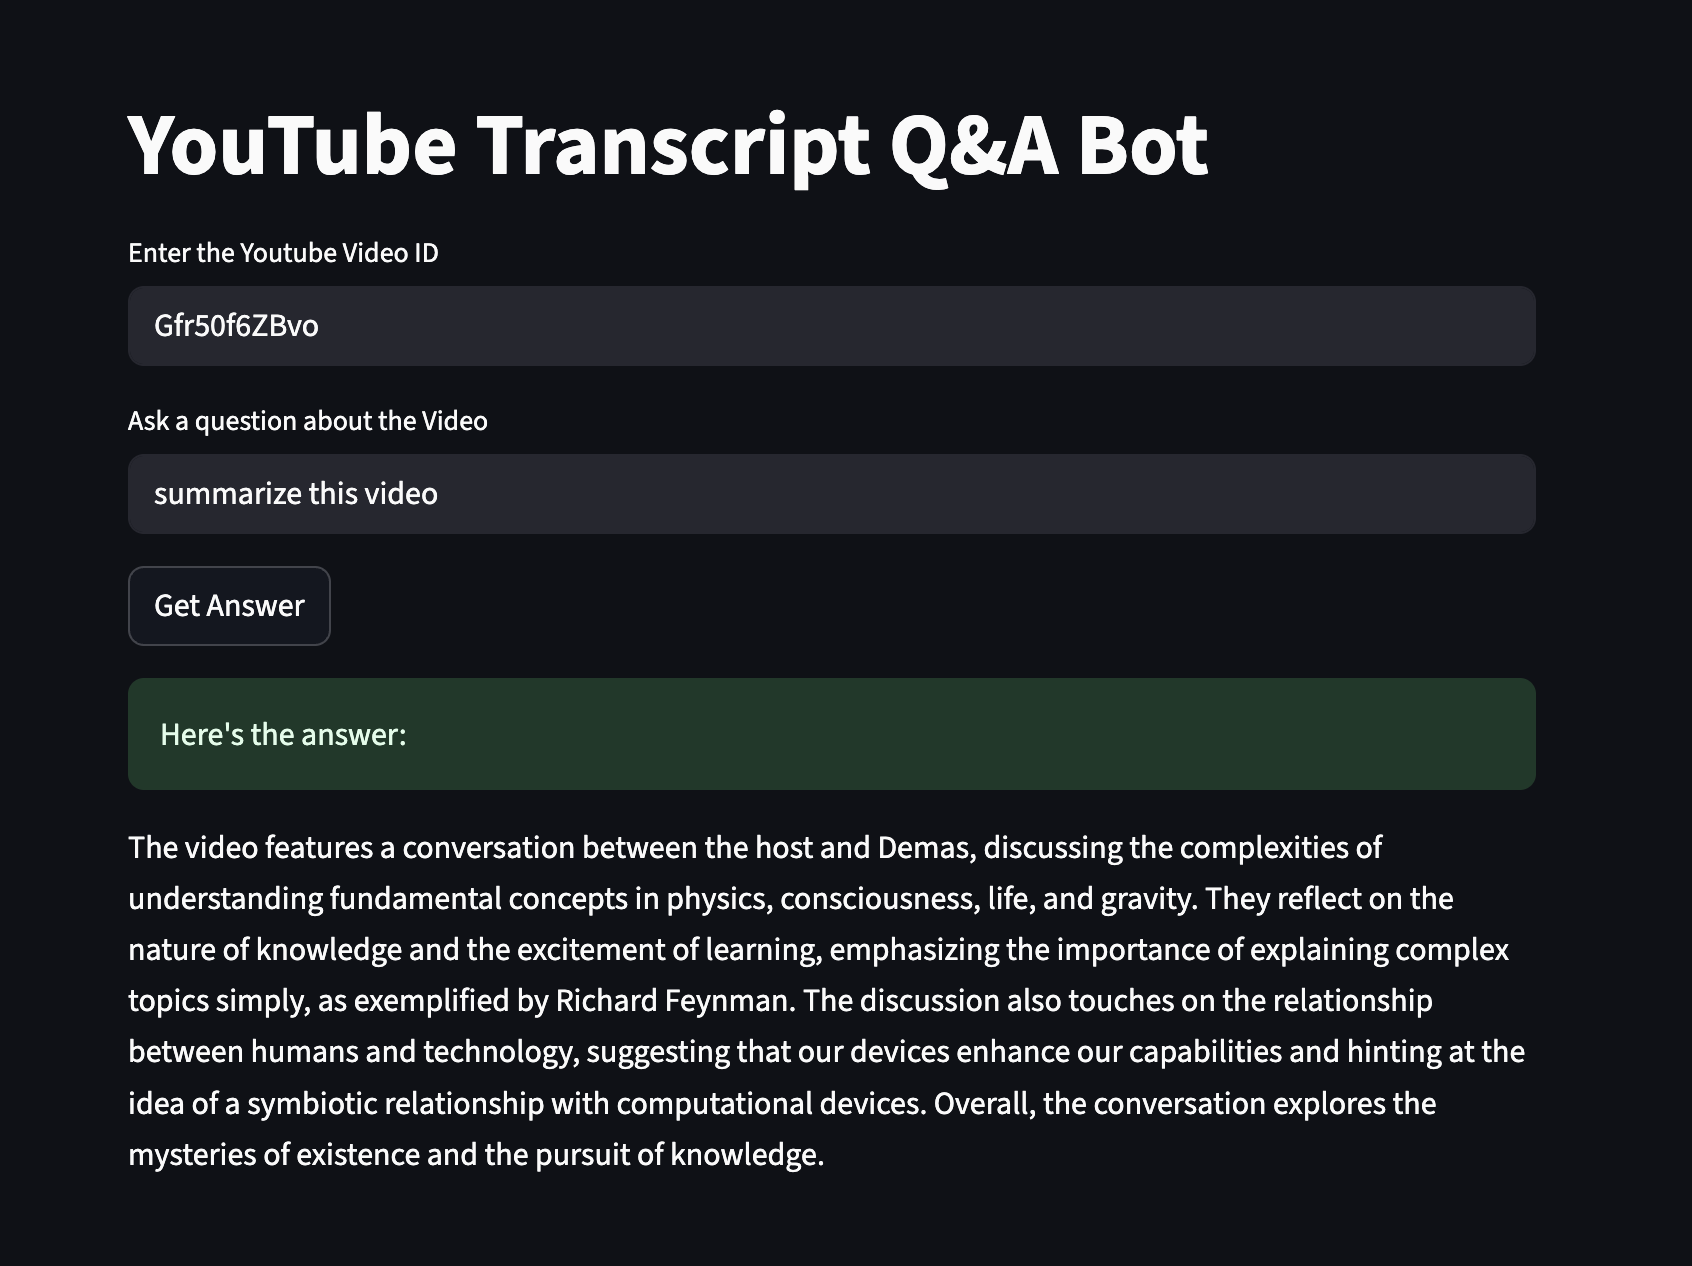 YouTube Transcript Q&A Bot
Enter the Youtube Video ID
Gfr50f6ZBvo
Ask a question about the Video
summarize this video
Get Answer
Here's the answer:
The video features a conversation between the host and Demas, discussing the complexities of
understanding fundamental concepts in physics, consciousness, life, and gravity. They reflect on the
nature of knowledge and the excitement of learning, emphasizing the importance of explaining complex
topics simply, as exemplified by Richard Feynman. The discussion also touches on the relationship
between humans and technology, suggesting that our devices enhance our capabilities and hinting at the
idea of a symbiotic relationship with computational devices. Overall, the conversation explores the
mysteries of existence and the pursuit of knowledge.